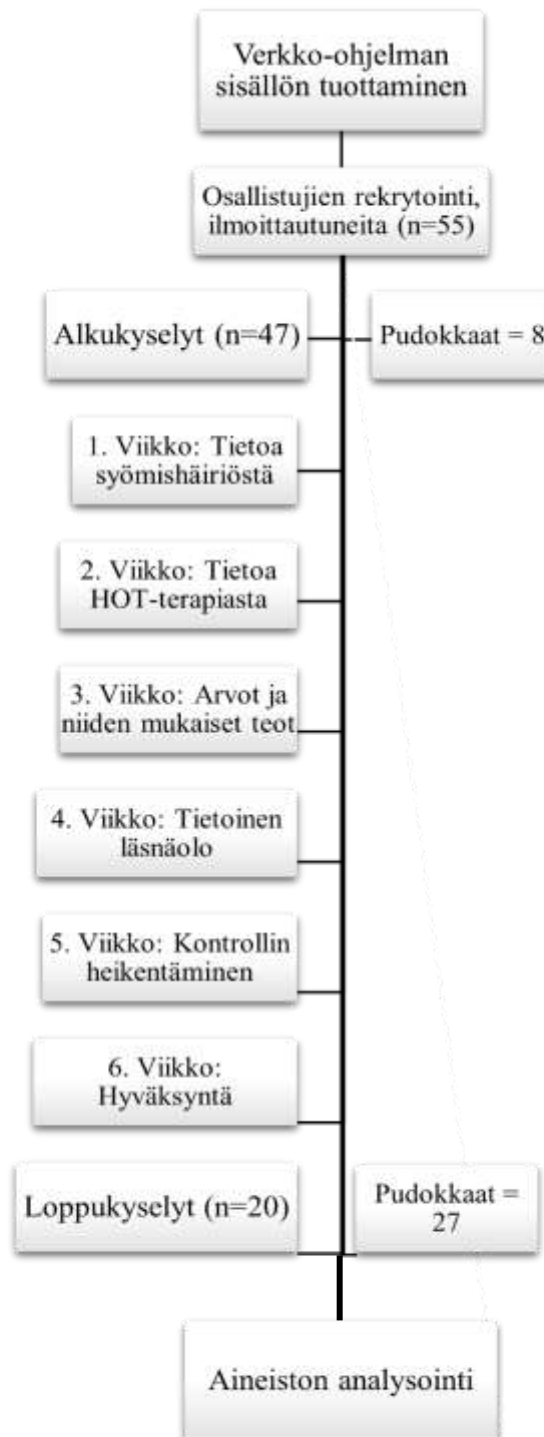 Verkko-ohjelman
sisällön tuottaminen
Osallistujien rekrytointi,
ilmoittautuneita (n=55)
Alkukyselyt (n=47)
Pudokkaat = 8
1. Viikko: Tietoa
syömishäiriöstä
2. Viikko: Tietoa
HOT-terapiasta
3. Viikko: Arvot ja
niiden mukaiset teot
4. Viikko: Tietoinen
läsnäolo
5. Viikko: Kontrollin
heikentäminen
6. Viikko:
Hyväksyntä
Loppukyselyt (n=20)
Pudokkaat =
27
Aineiston analysointi